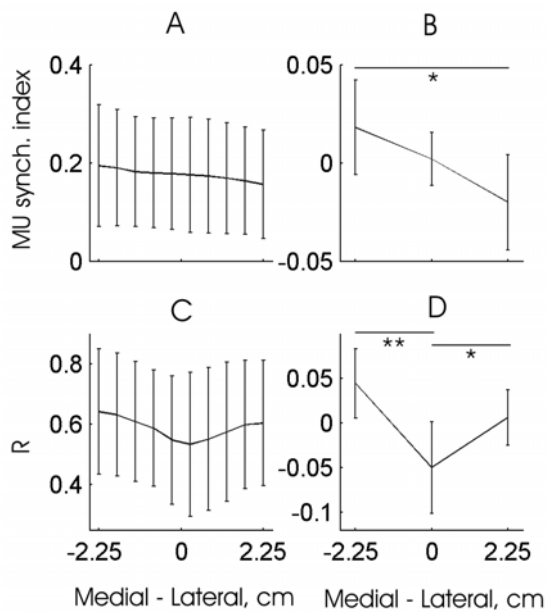 A
B
MU synch. index
0.4
0.2
0
0.05
0
-0.05
*
C
D
R
0.8
0.6
0.4
0.05
0
-0.05
-0.1
**
*
-2.25 0 2.25
-2.25 0 2.25
Medial - Lateral, cm
Medial - Lateral, cm